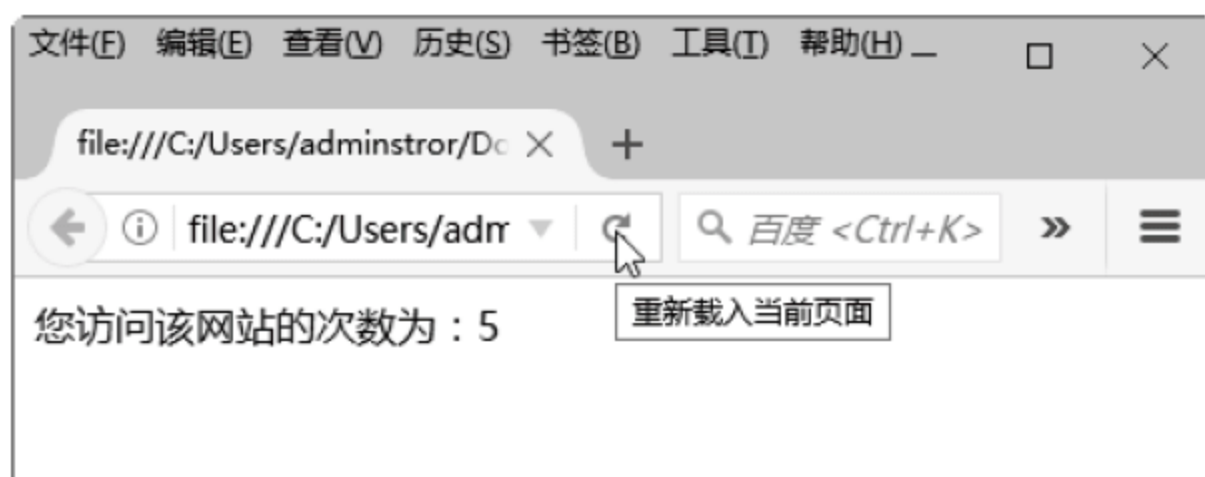 文件(F) 编辑(E) 查看(V) 历史(S) 书签(B) 工具(T) 帮助(H)
file:///C:/Users/adminstror/Do
file:///C:/Users/adm 百度 <Ctrl+K>
重新载入当前页面
您访问该网站的次数为：5